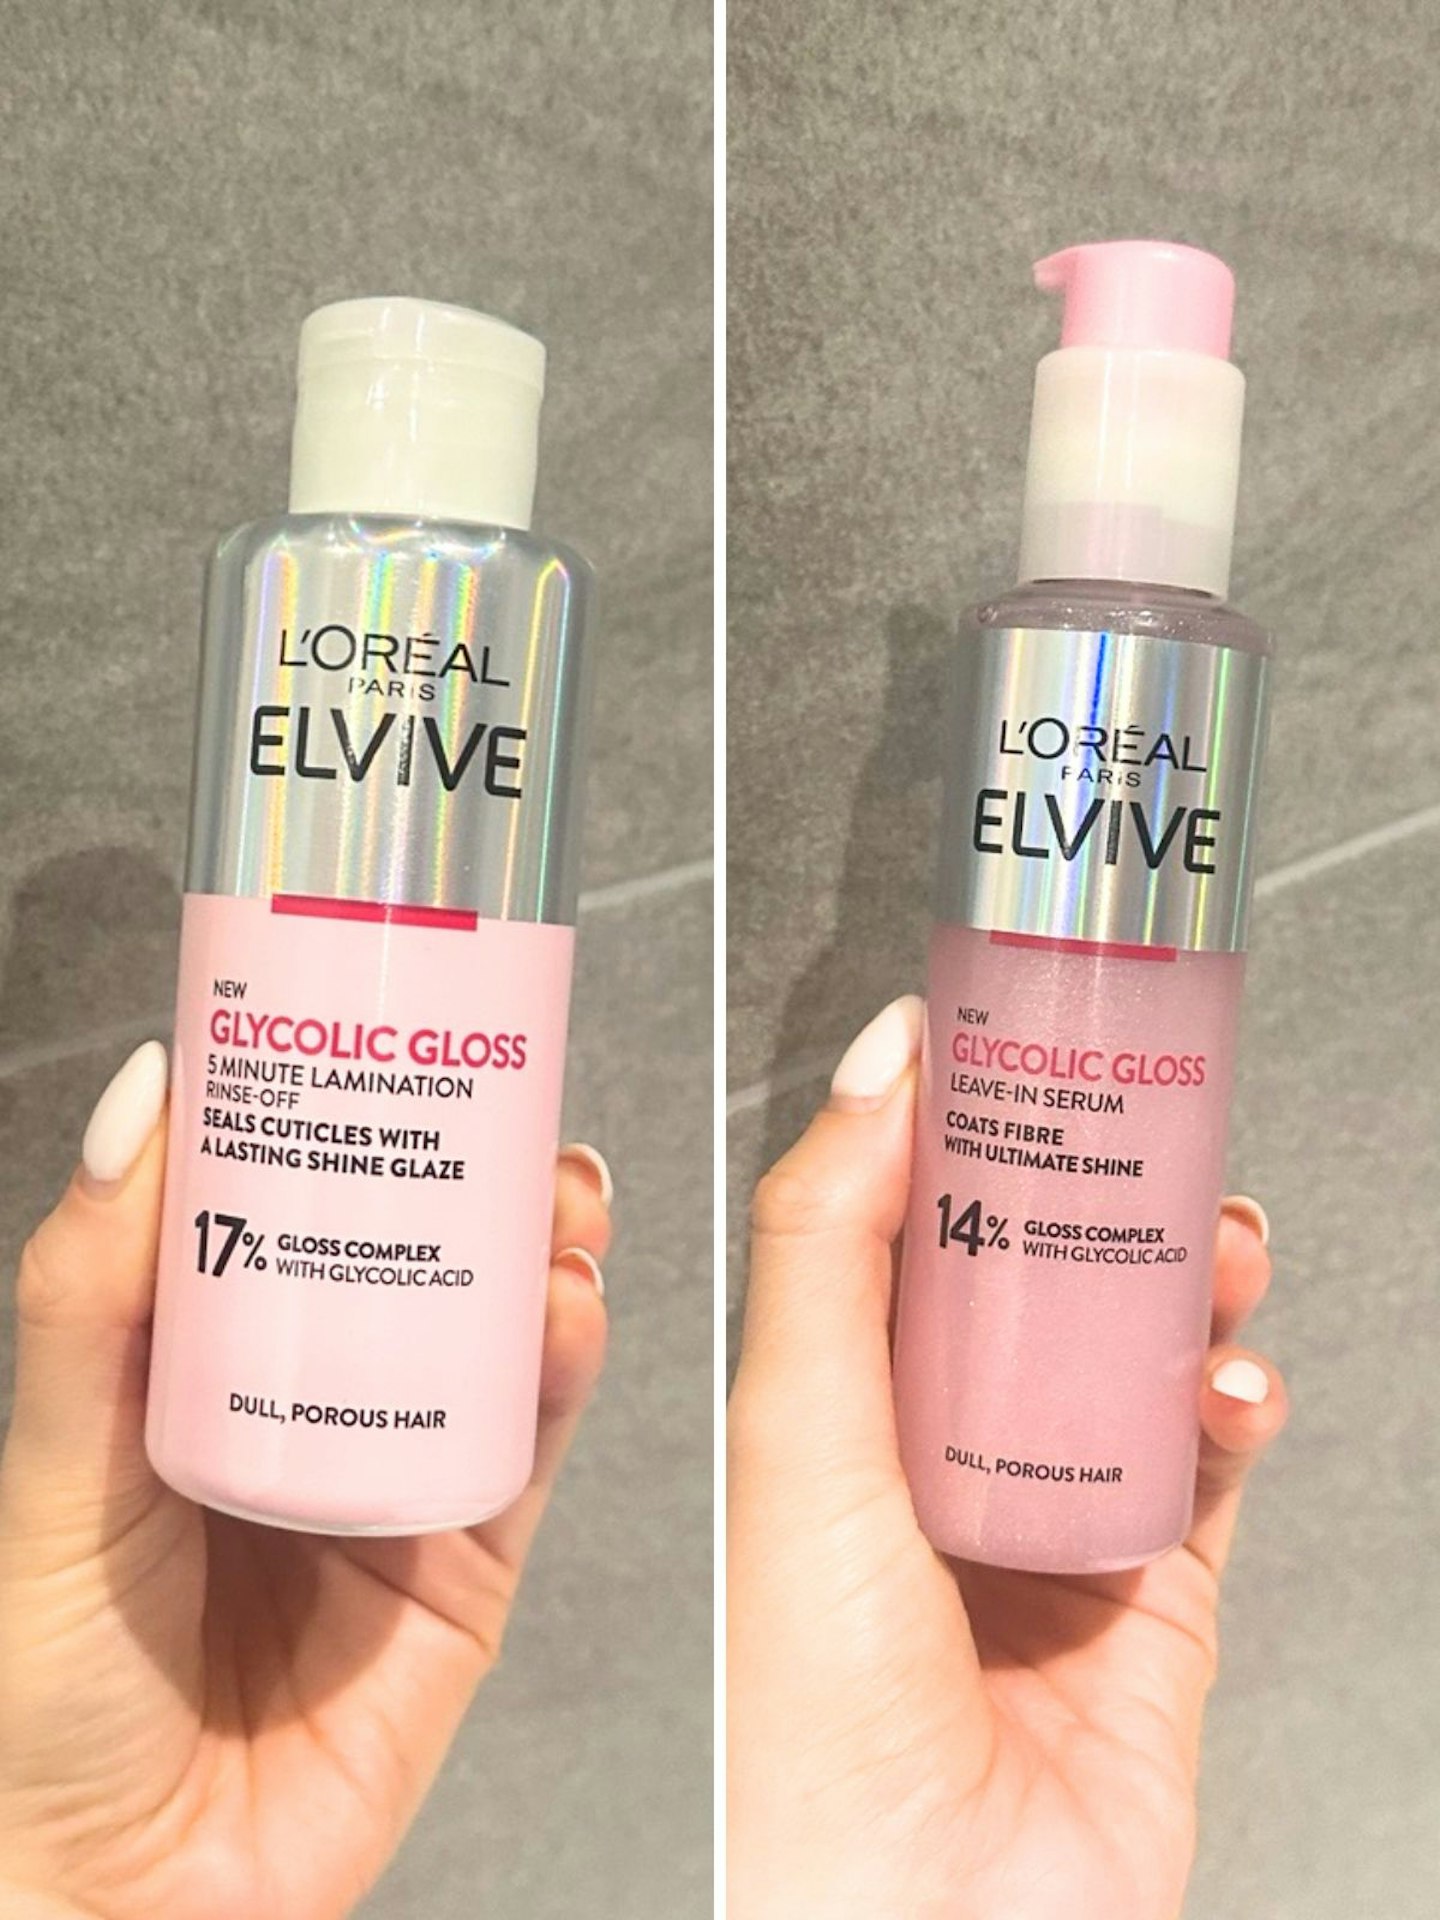 L'ORÉAL
PARIS
ELVIVE
NEW
GLYCOLIC GLOSS
5 MINUTE LAMINATION
RINSE-OFF
SEALS CUTICLES WITH
A LASTING SHINE GLAZE
17% GLOSS COMPLEX
WITH GLYCOLIC ACID
DULL, POROUS HAIR
L'ORÉAL
PARIS
ELVIVE
NEW
GLYCOLIC GLOSS
LEAVE-IN SERUM
COATS FIBRE
WITH ULTIMATE SHINE
14% GLOSS COMPLEX
WITH GLYCOLIC ACID
DULL, POROUS HAIR